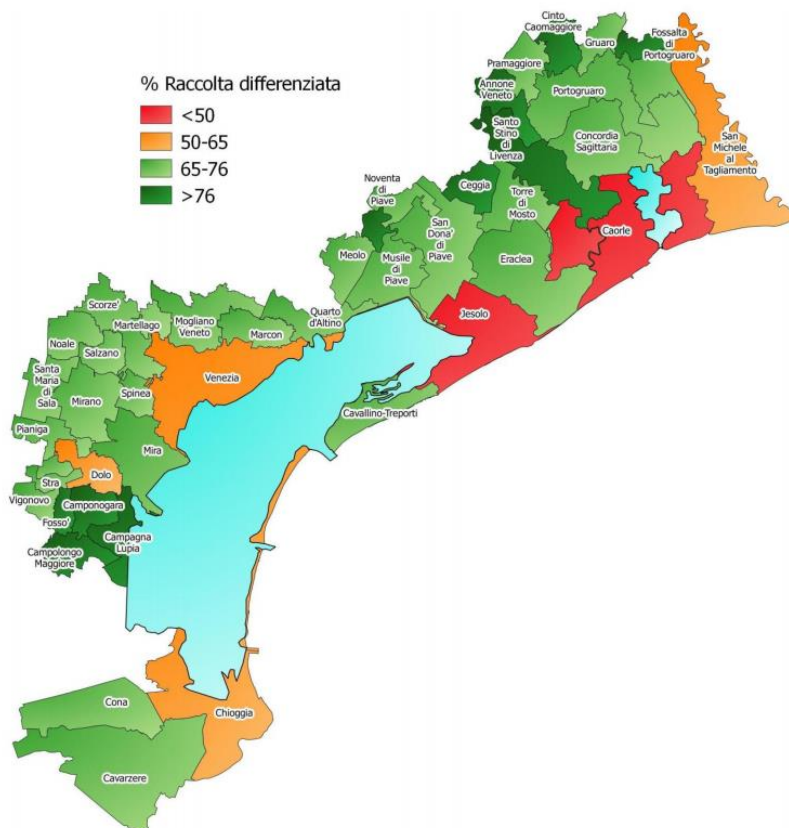 Cinto
Caomaggiore
Gruaro
Fossalta
di
Portogruaro
% Raccolta differenziata
<50
50-65
65-76
>76
Pramaggiore
Annone
Veneto
Portogruaro
Santo
Stino
di
Livenza
Concordia
Sagittaria
San
Michele
al
Tagliamento
Noventa
di
Piave
Ceggia
Torre
di
Mosto
San
Dona'
di
Piave
Caorle
Meolo
Musile
di
Piave
Eraclea
Scorze'
Martellago
Mogliano
Veneto
Marcon
Quarto
d'Altino
Jesolo
Noale
Salzano
Santa
Maria
di
Sala
Venezia
Mirano
Spinea
Cavallino-Treporti
Pianiga
Mira
Dolo
Stra
Vigonovo
Camponogara
Fosso'
Campagna
Lupia
Campolongo
Maggiore
Cona
Chioggia
Cavarzere